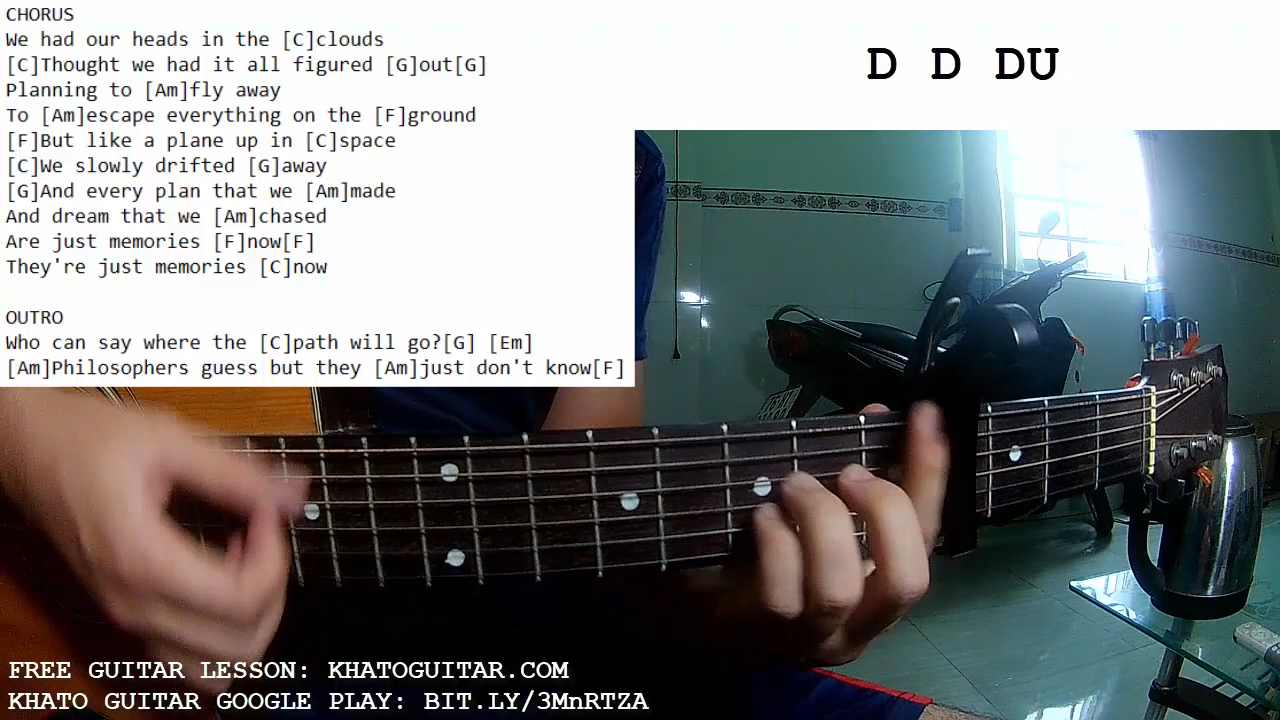 CHORUS
We had our heads in the [C]clouds
[C]Thought we had it all figured [G]out[G]
Planning to [Am]fly away
To [Am]escape everything on the [F]ground
[F]But like a plane up in [C]space
[C]We slowly drifted [G]away
[G]And every plan that we [Am]made
And dream that we [Am]chased
Are just memories [F]now[F]
They're just memories [C]now
OUTRO
Who can say where the [C]path will go?[G] [Em]
[Am]Philosophers guess but they [Am]just don't know[F]
D D DU
FREE GUITAR LESSON: KHATOGUITAR.COM
KHATO GUITAR GOOGLE PLAY: BIT.LY/3MnRTZA